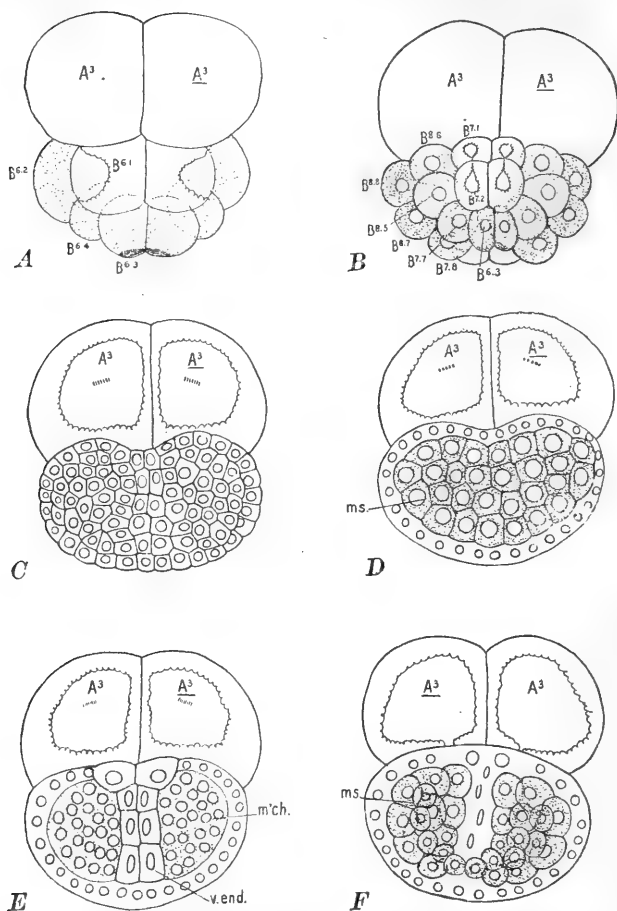 A³ . A³
B⁶·² B⁶·¹
B⁶·⁴
B⁶·³
A
A³ A³
B⁸·⁶ B⁷·¹
B⁸·⁸
B⁷·²
B⁸·⁵
B⁸·⁷
B⁷·⁷
B⁷·⁸ B⁶·³
B
A³ A³
C
A³ A³
ms.
D
A³ A³
m'ch.
v.end.
E
A³ A³
ms.
F